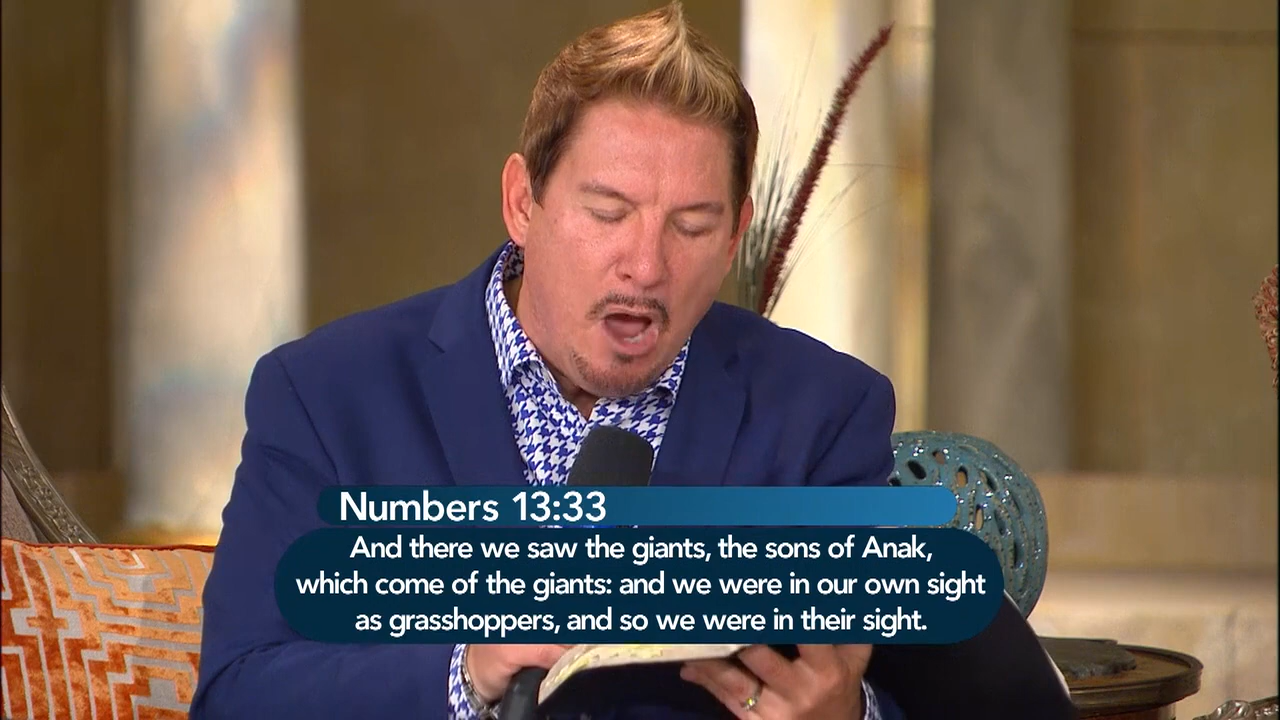 Numbers 13:33
And there we saw the giants, the sons of Anak,
which come of the giants: and we were in our own sight
as grasshoppers, and so we were in their sight.